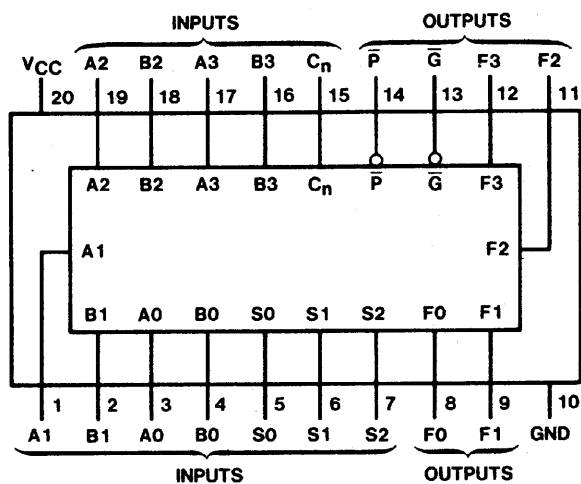 INPUTS OUTPUTS
VCC A2 B2 A3 B3 Cn P̅ G̅ F3 F2
20 19 18 17 16 15 14 13 12 11
A2 B2 A3 B3 Cn P̅ G̅ F3
A1 F2
B1 A0 B0 S0 S1 S2 F0 F1
1 2 3 4 5 6 7 8 9 10
A1 B1 A0 B0 S0 S1 S2 F0 F1 GND
INPUTS OUTPUTS